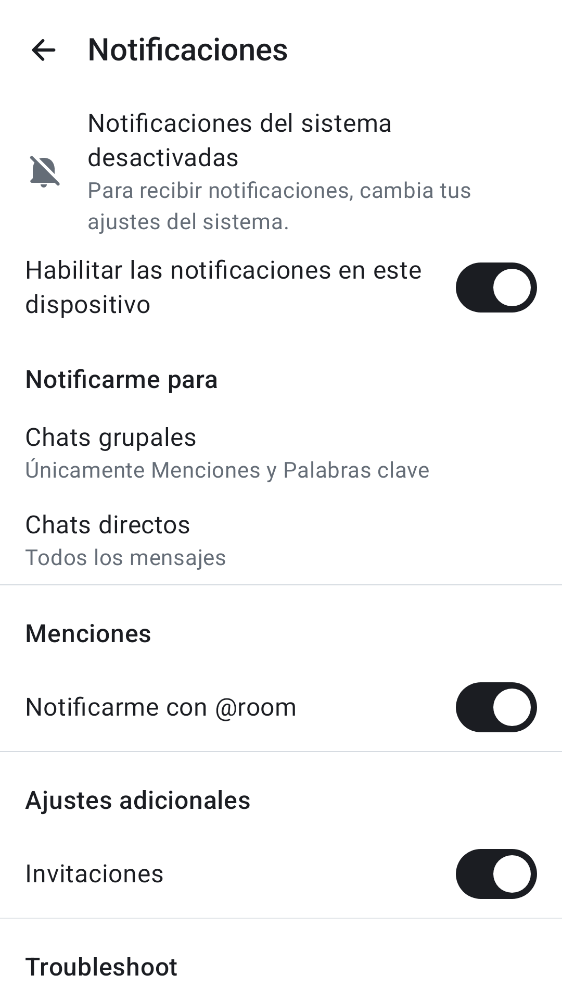 Notificaciones
Notificaciones del sistema
desactivadas
Para recibir notificaciones, cambia tus
ajustes del sistema.
Habilitar las notificaciones en este
dispositivo
Notificarme para
Chats grupales
Únicamente Menciones y Palabras clave
Chats directos
Todos los mensajes
Menciones
Notificarme con @room
Ajustes adicionales
Invitaciones
Troubleshoot